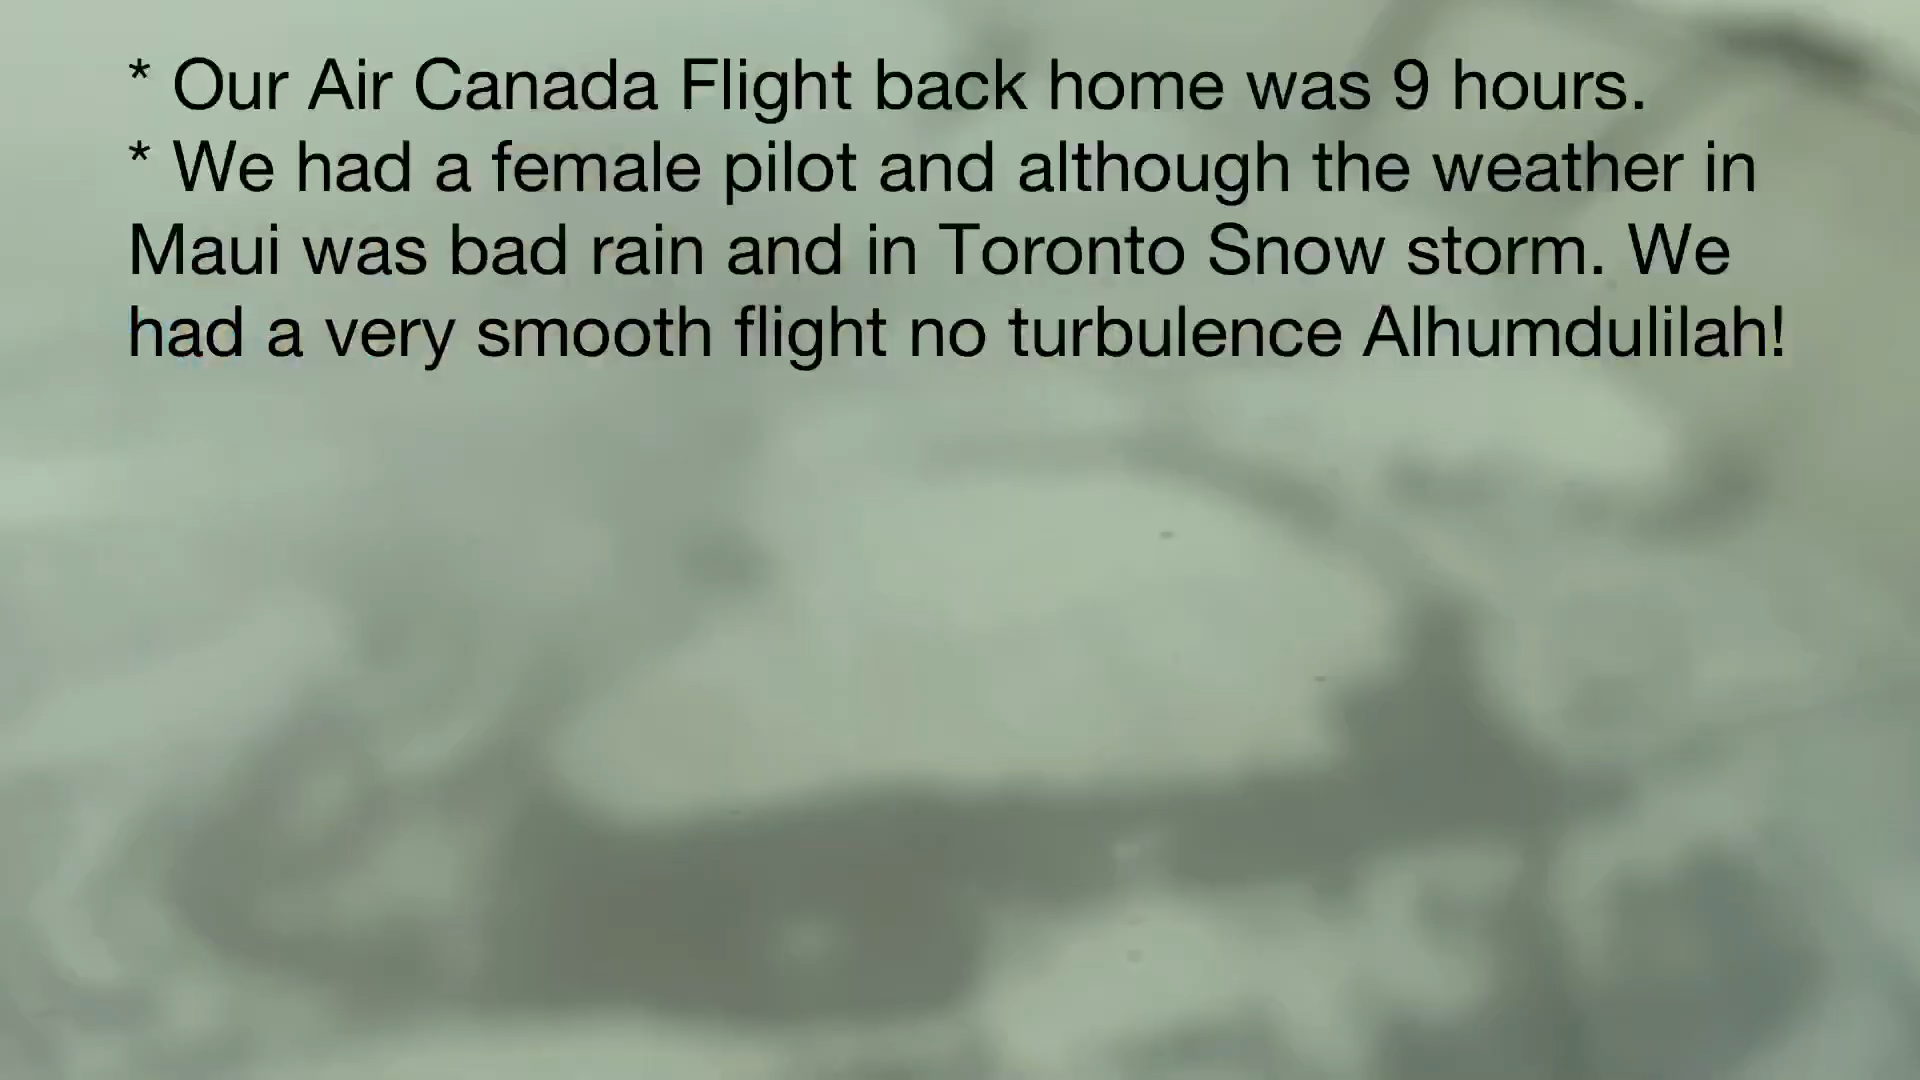 * Our Air Canada Flight back home was 9 hours.
* We had a female pilot and although the weather in
Maui was bad rain and in Toronto Snow storm. We
had a very smooth flight no turbulence Alhumdulilah!